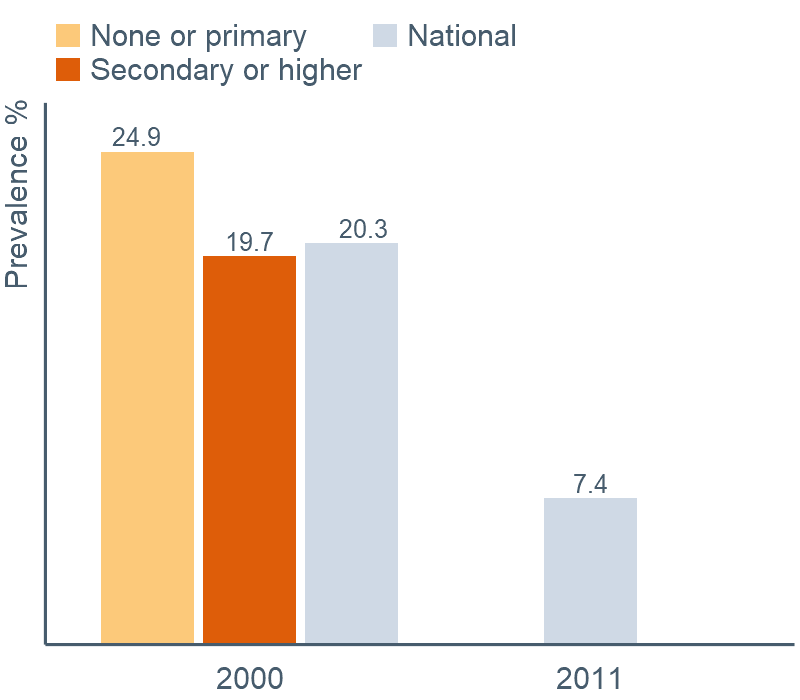 None or primary
National
Secondary or higher
Prevalence %
24.9
19.7
20.3
7.4
2000
2011